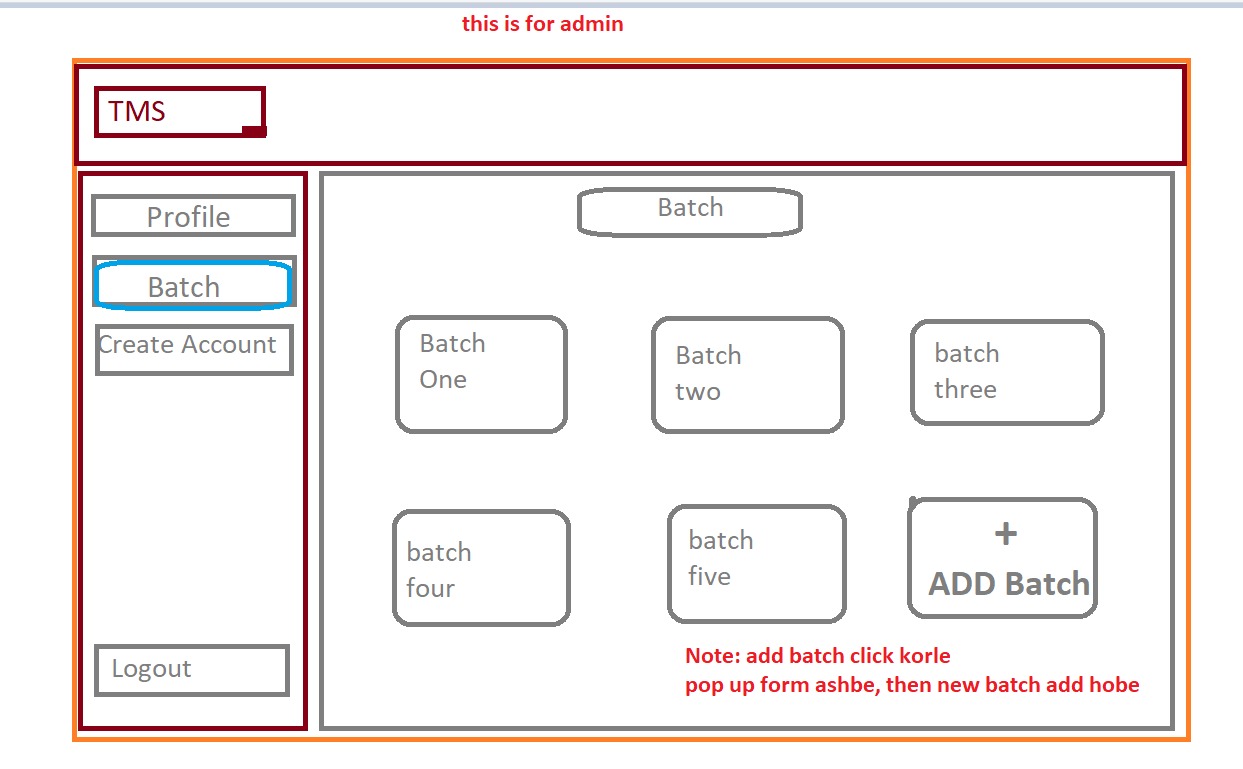 this is for admin
TMS
Profile
Batch
Create Account
Logout
Batch
Batch
One
Batch
two
batch
three
batch
four
batch
five
+
ADD Batch
Note: add batch click korle
pop up form ashbe, then new batch add hobe